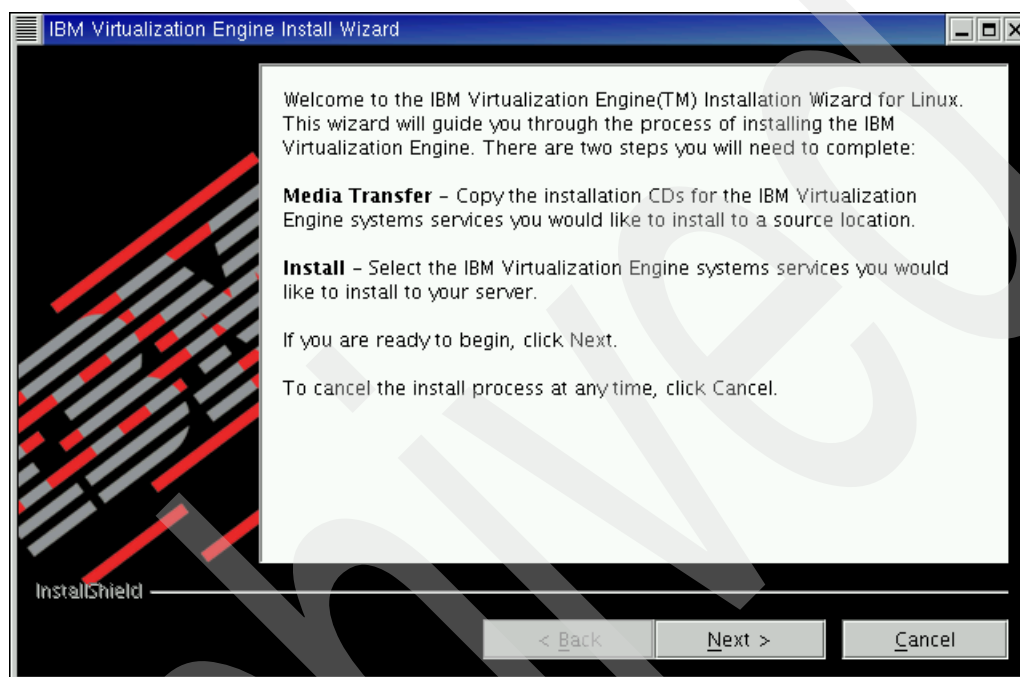 IBM Virtualization Engine Install Wizard
Welcome to the IBM Virtualization Engine(TM) Installation Wizard for Linux.
This wizard will guide you through the process of installing the IBM
Virtualization Engine. There are two steps you will need to complete:
Media Transfer – Copy the installation CDs for the IBM Virtualization
Engine systems services you would like to install to a source location.
Install – Select the IBM Virtualization Engine systems services you would
like to install to your server.
If you are ready to begin, click Next.
To cancel the install process at any time, click Cancel.
InstallShield
< Back
Next >
Cancel